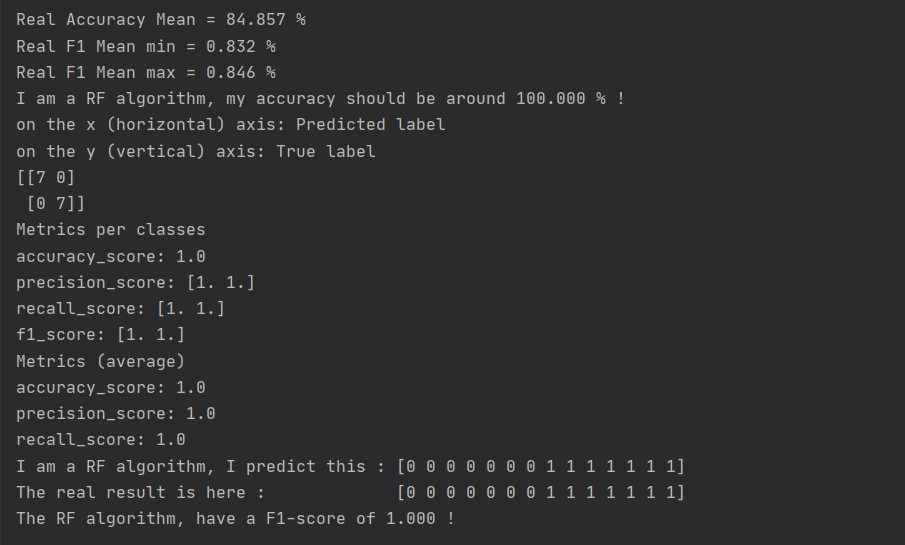 Real Accuracy Mean = 84.857 %
Real F1 Mean min = 0.832 %
Real F1 Mean max = 0.846 %
I am a RF algorithm, my accuracy should be around 100.000 % !
on the x (horizontal) axis: Predicted label
on the y (vertical) axis: True label
[[7 0]
 [0 7]]
Metrics per classes
accuracy_score: 1.0
precision_score: [1. 1.]
recall_score: [1. 1.]
f1_score: [1. 1.]
Metrics (average)
accuracy_score: 1.0
precision_score: 1.0
recall_score: 1.0
I am a RF algorithm, I predict this : [0 0 0 0 0 0 0 1 1 1 1 1 1 1]
The real result is here :             [0 0 0 0 0 0 0 1 1 1 1 1 1 1]
The RF algorithm, have a F1-score of 1.000 !